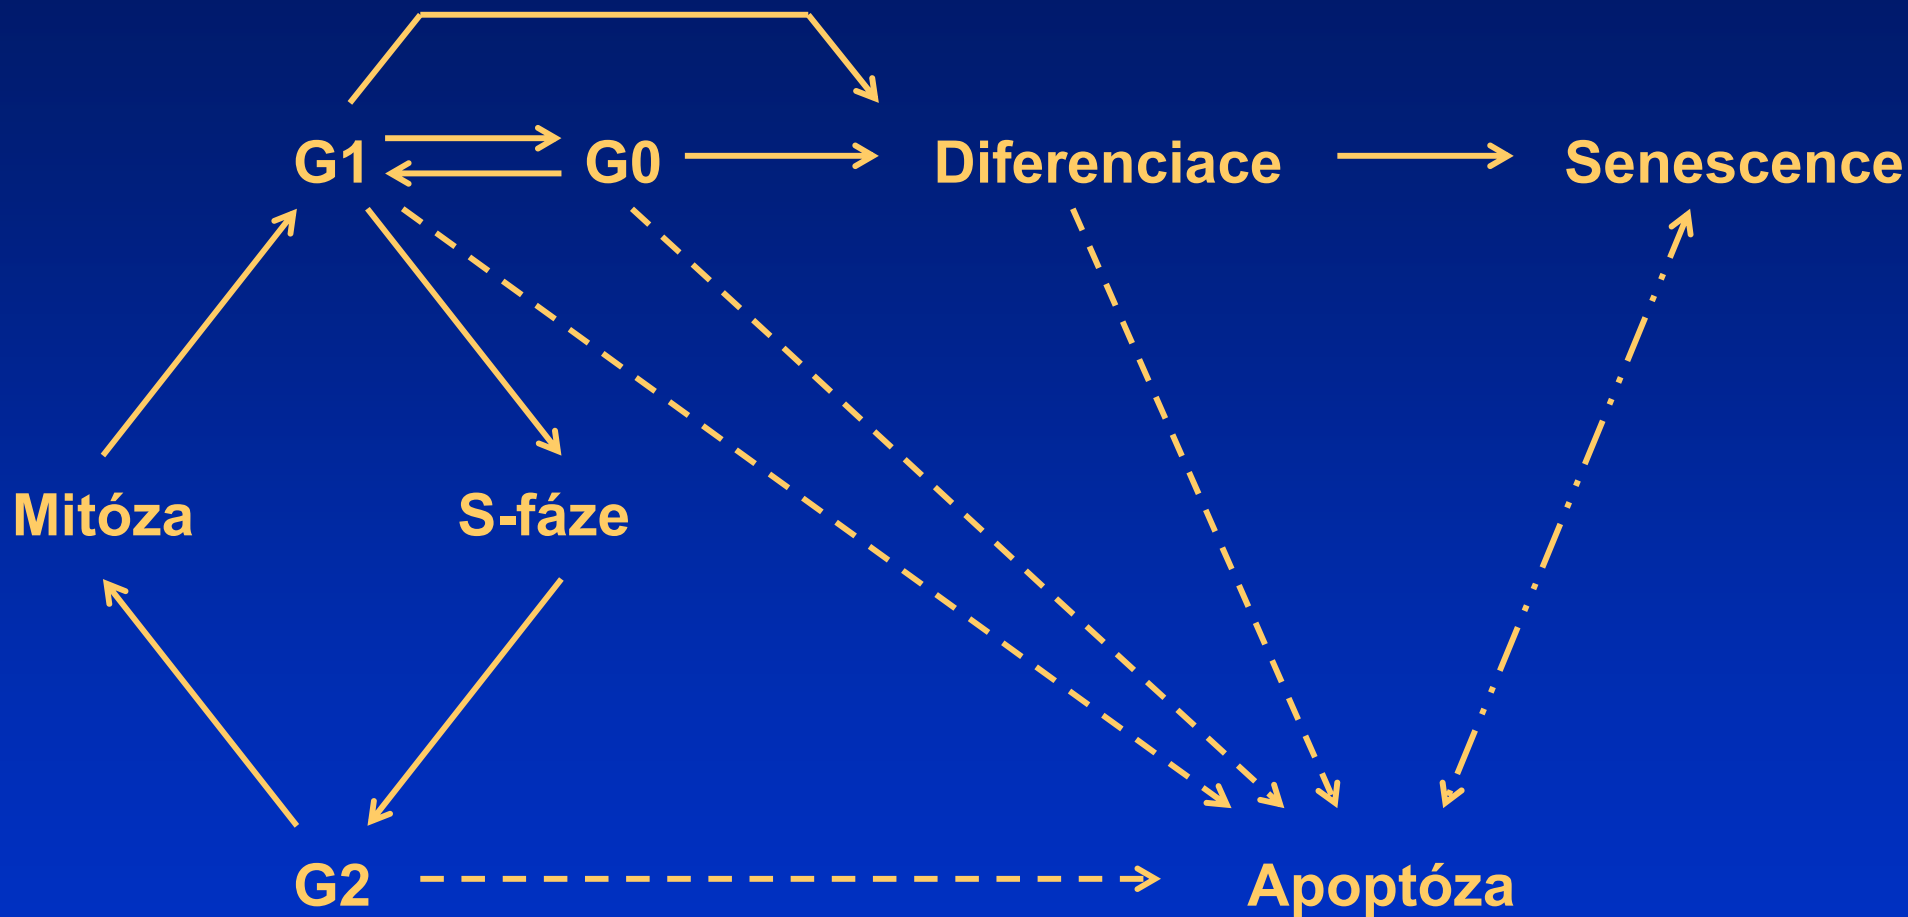 G1
G0
Diferenciace
Senescence
Mitóza
S-fáze
G2
Apoptóza